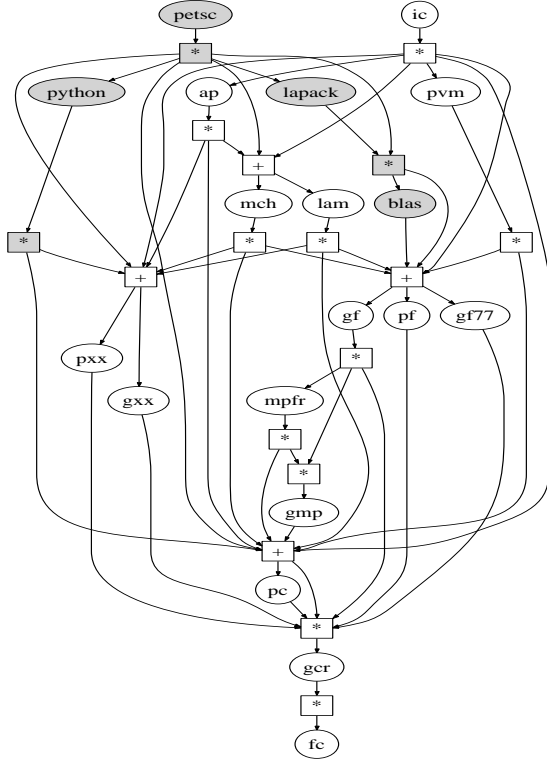 petsc ic
* *
python ap lapack pvm
*
+ *
mch lam blas
* * * *
+ +
gf pf gf77
pxx *
gxx mpfr
*
*
gmp
+
pc
*
gcr
*
fc